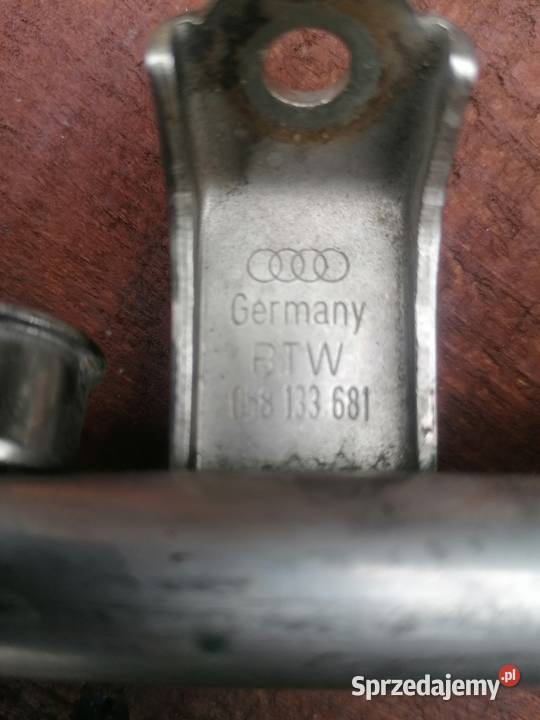 Germany
BTW
058 133 681
Sprzedajemy.pl